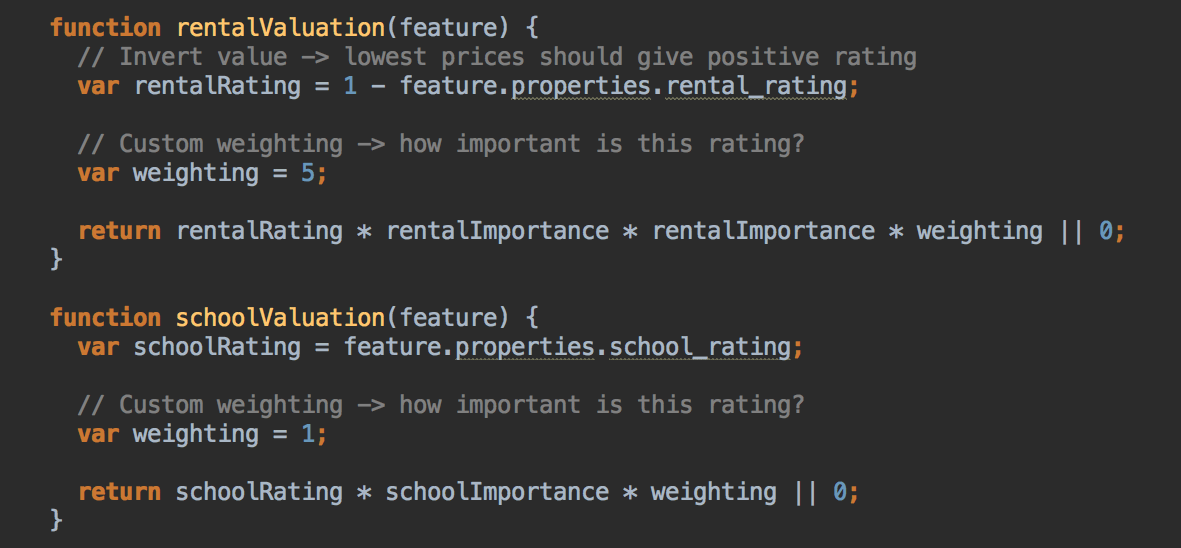 function rentalValuation(feature) {
  // Invert value -> lowest prices should give positive rating
  var rentalRating = 1 - feature.properties.rental_rating;
  // Custom weighting -> how important is this rating?
  var weighting = 5;
  return rentalRating * rentalImportance * rentalImportance * weighting || 0;
}
function schoolValuation(feature) {
  var schoolRating = feature.properties.school_rating;
  // Custom weighting -> how important is this rating?
  var weighting = 1;
  return schoolRating * schoolImportance * weighting || 0;
}